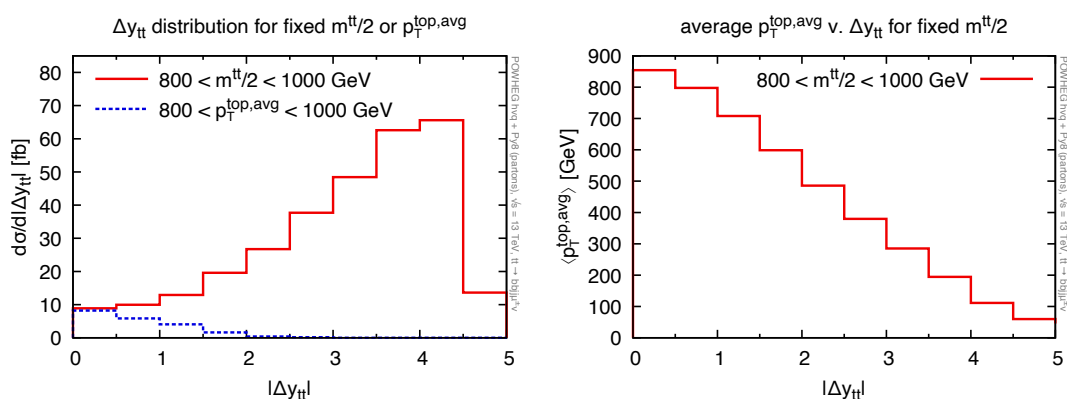 Δy_tt distribution for fixed m^tt/2 or p_T^top,avg
dσ/d|Δy_tt| [fb]
80
70
60
50
40
30
20
10
0
800 < m^tt/2 < 1000 GeV
800 < p_T^top,avg < 1000 GeV
0 1 2 3 4 5
|Δy_tt|
POWHEG hvq + Py8 (partons), √s = 13 TeV, tt → bbjjμ^±ν
average p_T^top,avg v. Δy_tt for fixed m^tt/2
⟨p_T^top,avg⟩ [GeV]
900
800
700
600
500
400
300
200
100
0
800 < m^tt/2 < 1000 GeV
0 1 2 3 4 5
|Δy_tt|
POWHEG hvq + Py8 (partons), √s = 13 TeV, tt → bbjjμ^±ν